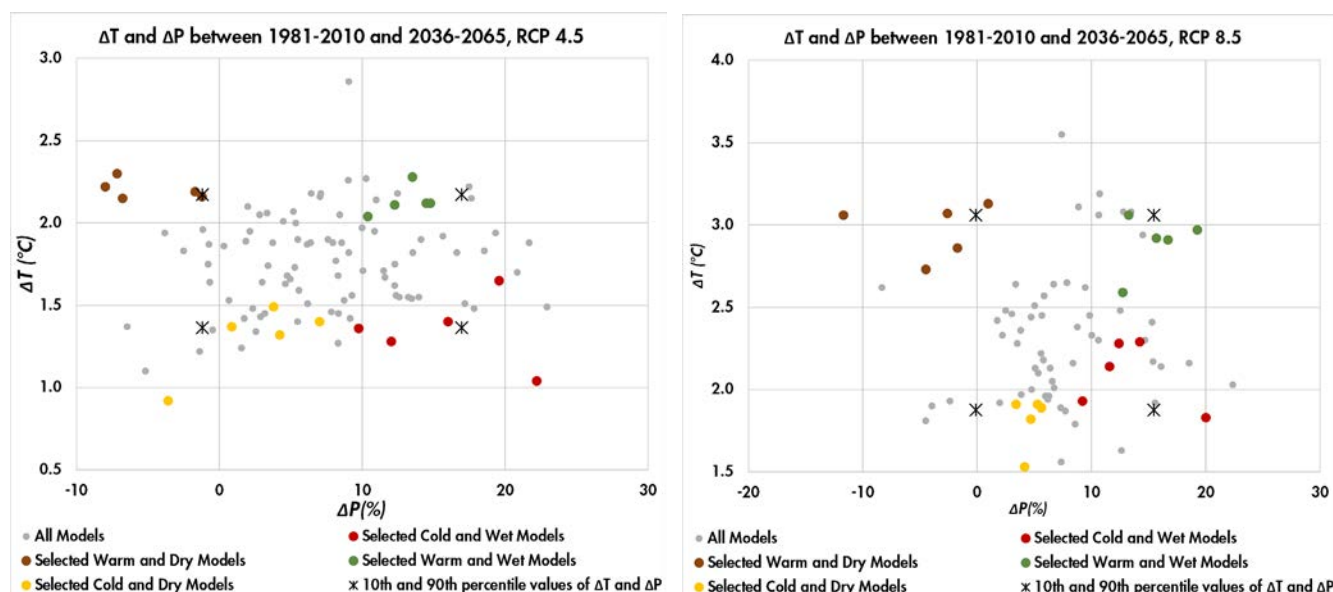 ΔT and ΔP between 1981-2010 and 2036-2065, RCP 4.5
3.0
2.5
2.0
1.5
1.0
0.5
ΔT (°C)
-10 0 10 20 30
ΔP(%)
All Models
Selected Cold and Wet Models
Selected Warm and Dry Models
Selected Warm and Wet Models
Selected Cold and Dry Models
10th and 90th percentile values of ΔT and ΔP
ΔT and ΔP between 1981-2010 and 2036-2065, RCP 8.5
4.0
3.5
3.0
2.5
2.0
1.5
ΔT (°C)
-20 -10 0 10 20 30
ΔP(%)
All Models
Selected Cold and Wet Models
Selected Warm and Dry Models
Selected Warm and Wet Models
Selected Cold and Dry Models
10th and 90th percentile values of ΔT and ΔP